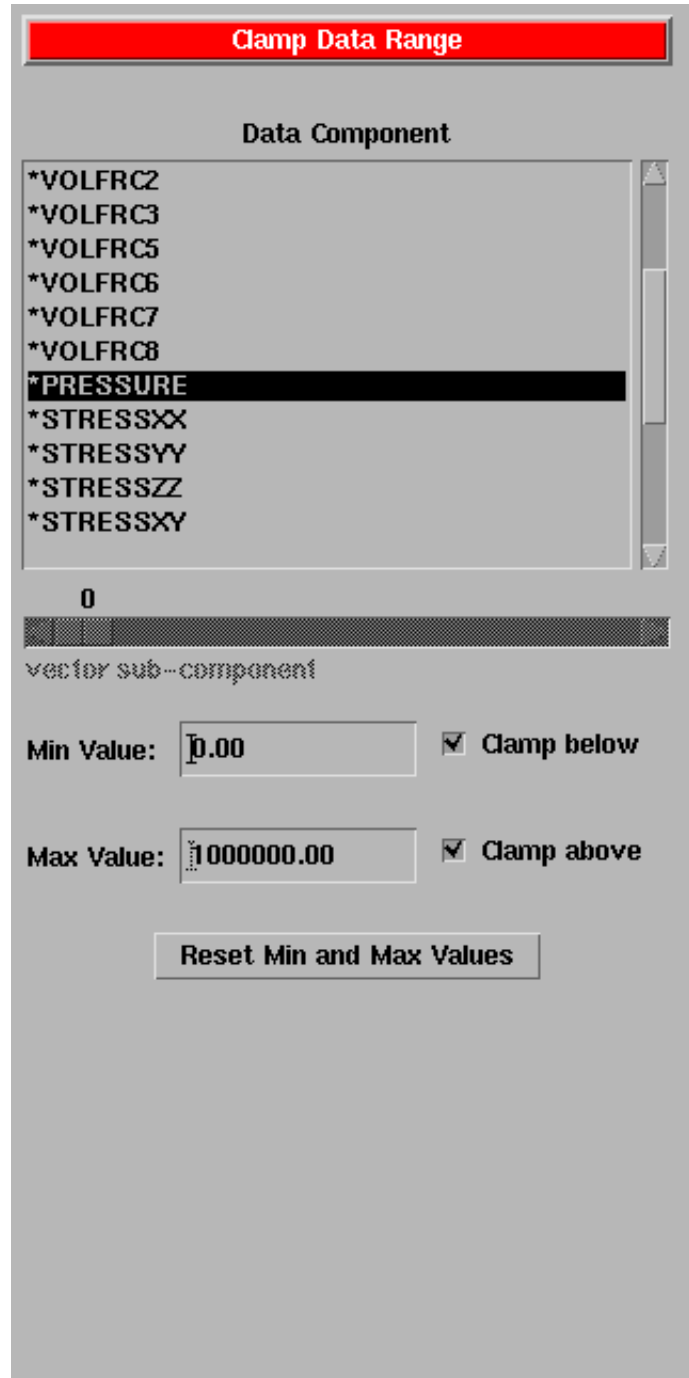 Clamp Data Range
Data Component
*VOLFRC2
*VOLFRC3
*VOLFRC5
*VOLFRC6
*VOLFRC7
*VOLFRC8
*PRESSURE
*STRESSXX
*STRESSYY
*STRESSZZ
*STRESSXY
0
vector sub-component
Min Value: 0.00 Clamp below
Max Value: 1000000.00 Clamp above
Reset Min and Max Values